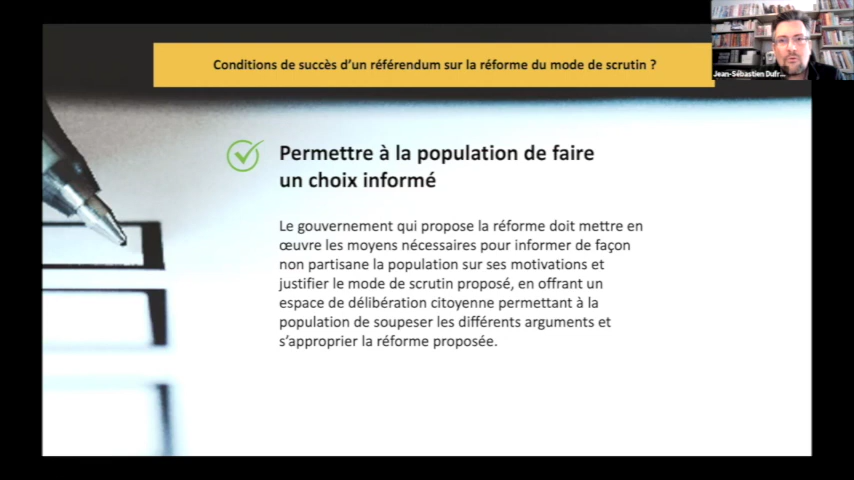 Conditions de succès d'un référendum sur la réforme du mode de scrutin ?
Jean-Sébastien Dufr...
Permettre à la population de faire
un choix informé
Le gouvernement qui propose la réforme doit mettre en
œuvre les moyens nécessaires pour informer de façon
non partisane la population sur ses motivations et
justifier le mode de scrutin proposé, en offrant un
espace de délibération citoyenne permettant à la
population de soupeser les différents arguments et
s'approprier la réforme proposée.